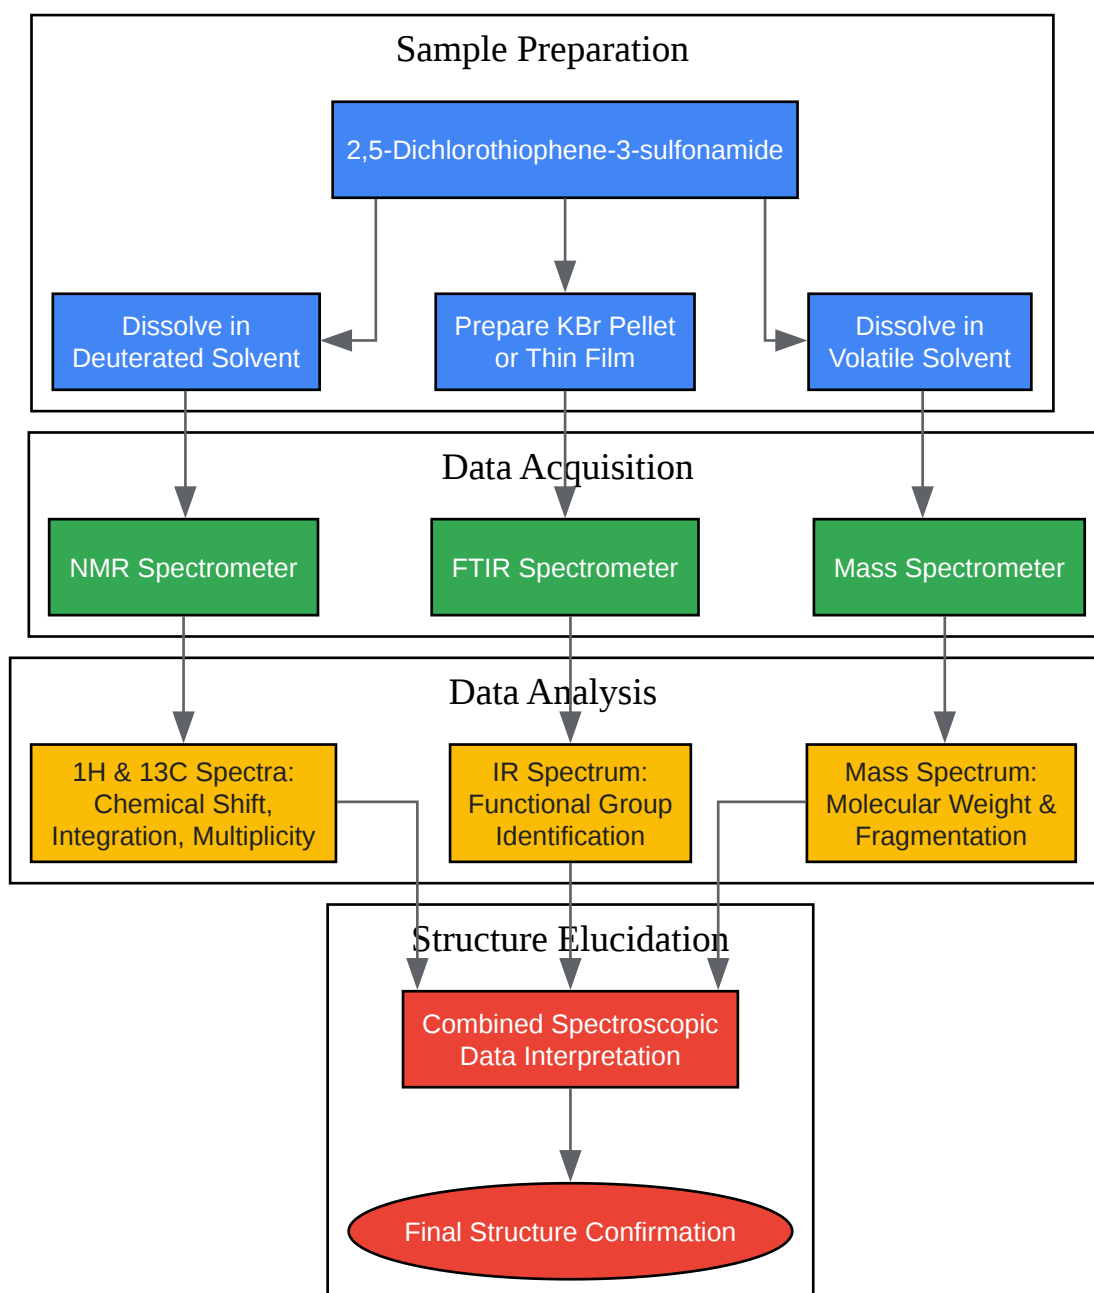 Sample Preparation
2,5-Dichlorothiophene-3-sulfonamide
Dissolve in
Deuterated Solvent
Prepare KBr Pellet
or Thin Film
Dissolve in
Volatile Solvent
Data Acquisition
NMR Spectrometer
FTIR Spectrometer
Mass Spectrometer
Data Analysis
1H & 13C Spectra:
Chemical Shift,
Integration, Multiplicity
IR Spectrum:
Functional Group
Identification
Mass Spectrum:
Molecular Weight &
Fragmentation
Structure Elucidation
Combined Spectroscopic
Data Interpretation
Final Structure Confirmation